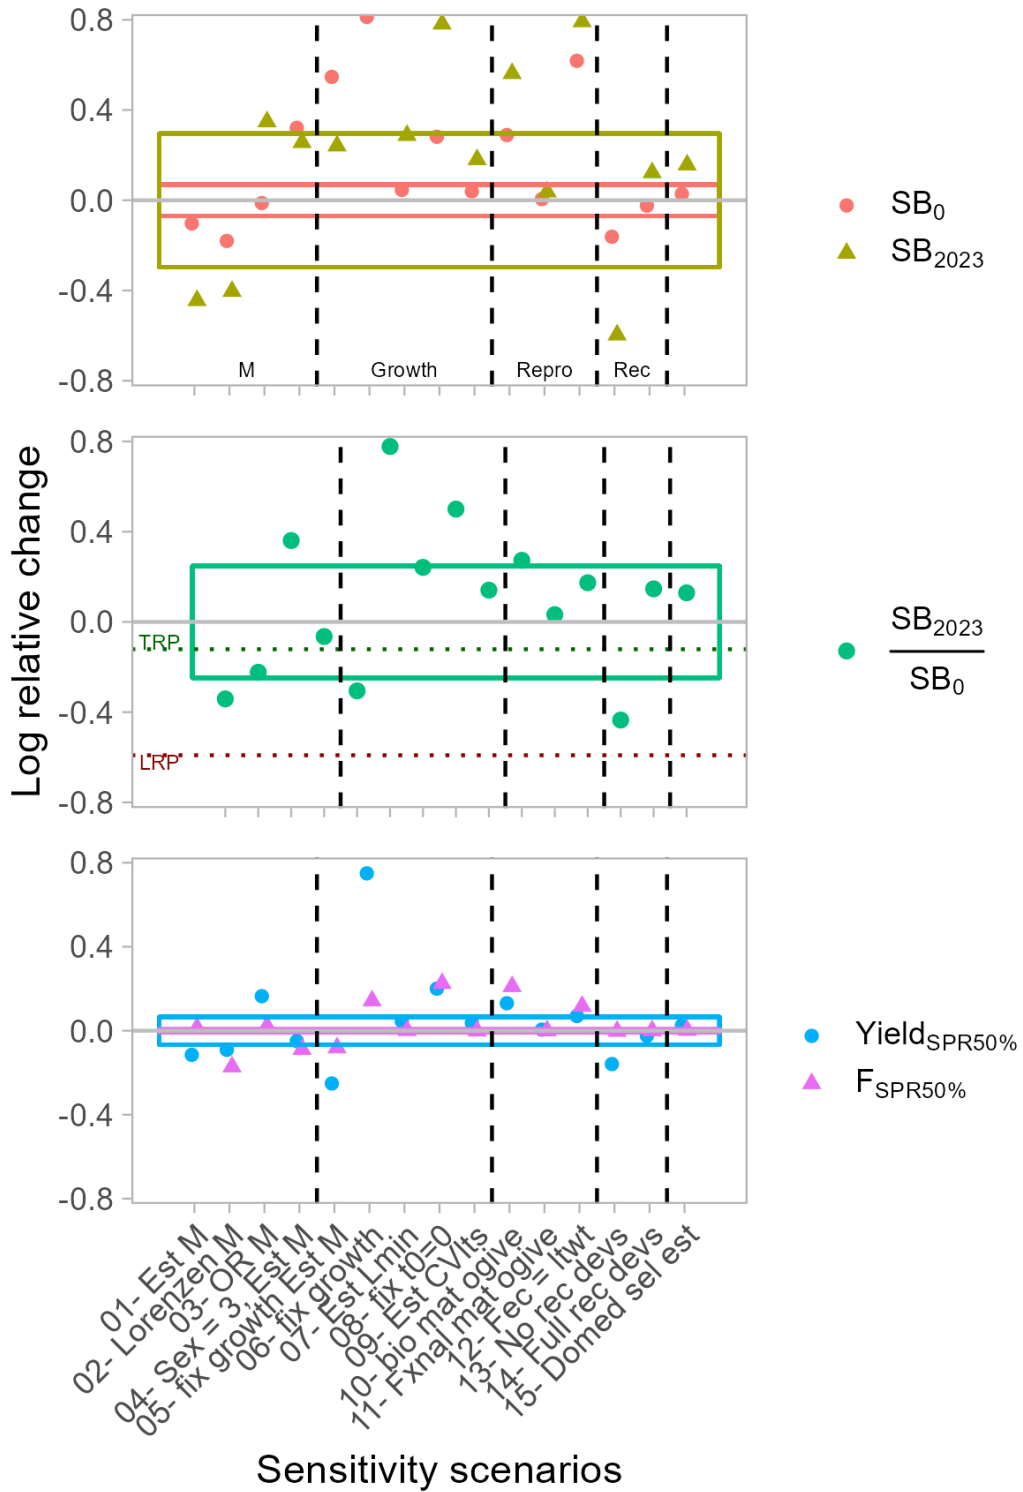 0.8
0.4
0.0
-0.4
-0.8
M
Growth
Repro
Rec
SB0
SB2023
Log relative change
0.8
0.4
0.0
-0.4
-0.8
TRP
LRP
SB2023
SB0
0.8
0.4
0.0
-0.4
-0.8
YieldSPR50%
FSPR50%
01- Est M
02- Lorenzen M
03- OR M
04- Sex = 3, Est M
05- fix growth Est M
06- fix growth
07- Est Lmin
08- fix t0=0
09- Est CVlts
10- bio mat ogive
11- Fxnal mat ogive
12- Fec = ltwt
13- No rec devs
14- Full rec devs
15- Domed sel est
Sensitivity scenarios